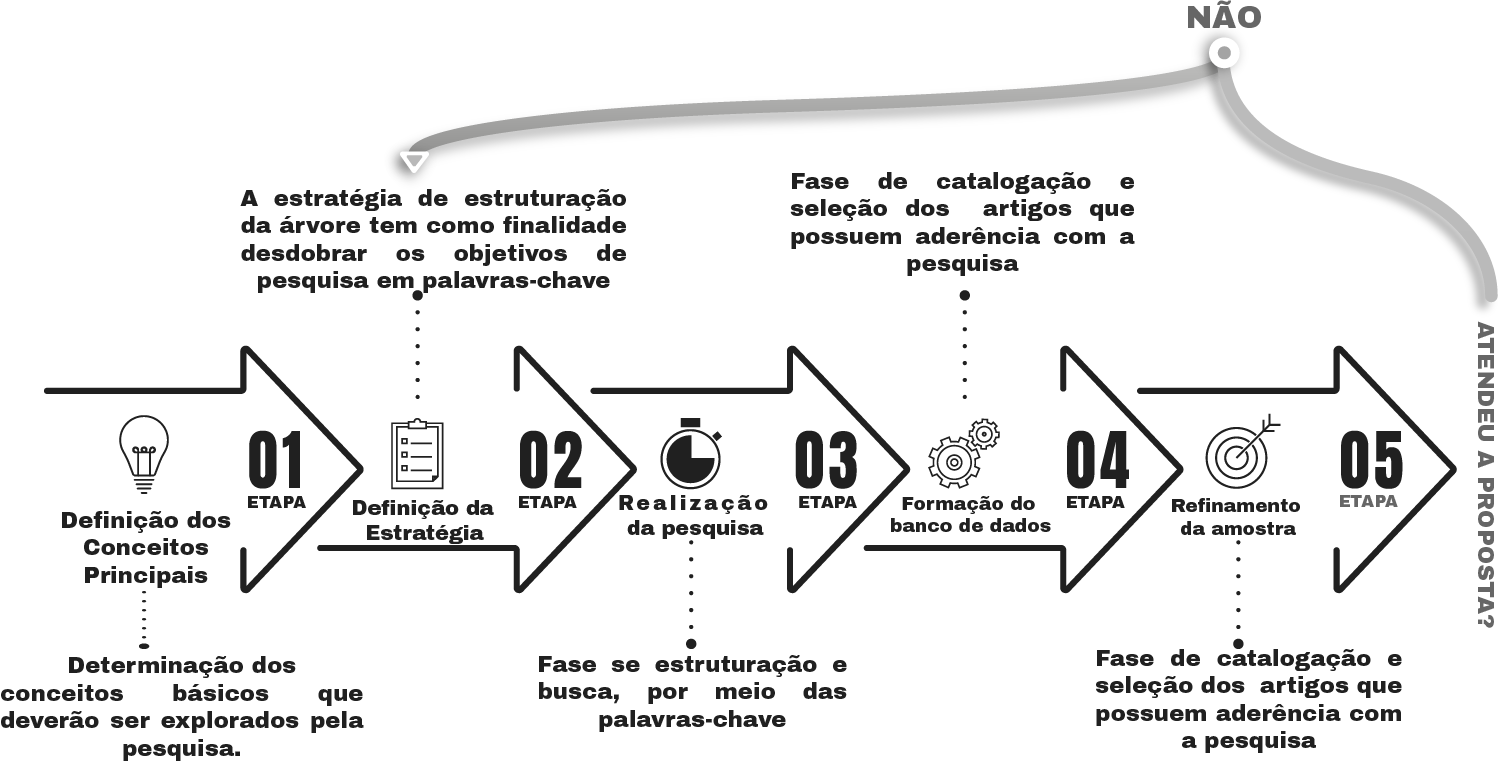 NÃO
A estratégia de estruturação
da árvore tem como finalidade
desdobrar os objetivos de
pesquisa em palavras-chave
Fase de catalogação e
seleção dos artigos que
possuem aderência com a
pesquisa
ATENDEU A PROPOSTA?
01
ETAPA
Definição dos
Conceitos
Principais
02
ETAPA
Definição da
Estratégia
03
ETAPA
Realização
da pesquisa
04
ETAPA
Formação do
banco de dados
05
ETAPA
Refinamento
da amostra
Determinação dos
conceitos básicos que
deverão ser explorados pela
pesquisa.
Fase se estruturação e
busca, por meio das
palavras-chave
Fase de catalogação e
seleção dos artigos que
possuem aderência com
a pesquisa